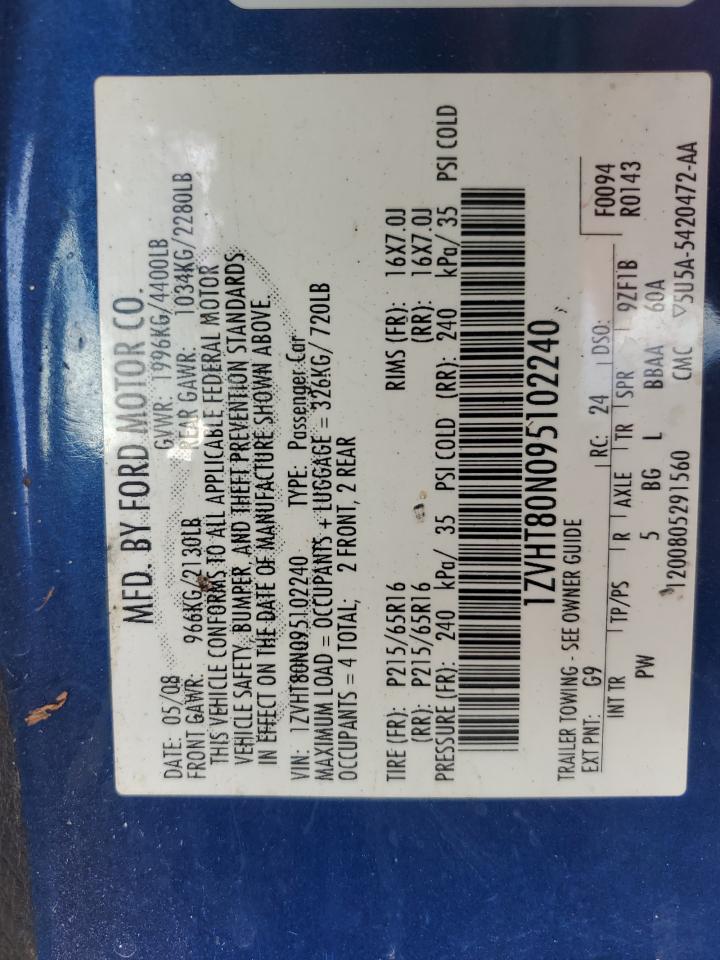 MFD. BY FORD MOTOR CO.
DATE: 05/08 GVWR: 1996KG/4400LB
FRONT GAWR: 966KG/2130LB REAR GAWR: 1034KG/2280LB
THIS VEHICLE CONFORMS TO ALL APPLICABLE FEDERAL MOTOR
VEHICLE SAFETY, BUMPER, AND THEFT PREVENTION STANDARDS
IN EFFECT ON THE DATE OF MANUFACTURE SHOWN ABOVE.
VIN: 1ZVHT80N095102240 TYPE: Passenger Car
MAXIMUM LOAD = OCCUPANTS + LUGGAGE = 326KG/ 720LB
OCCUPANTS = 4 TOTAL; 2 FRONT, 2 REAR
TIRE (FR): P215/65R16 RIMS (FR): 16X7.0J
(RR): P215/65R16 (RR): 16X7.0J
PRESSURE (FR): 240 kPa/ 35 PSI COLD (RR): 240 kPa/ 35 PSI COLD
1ZVHT80N095102240
TRAILER TOWING - SEE OWNER GUIDE F0094
EXT PNT: G9 RC: 24 DSO: R0143
INT TR TP/PS R AXLE TR SPR 9ZF1B
PW 5 BG L BBAA 60A
1200805291560 CMC ▽5U5A-5420472-AA